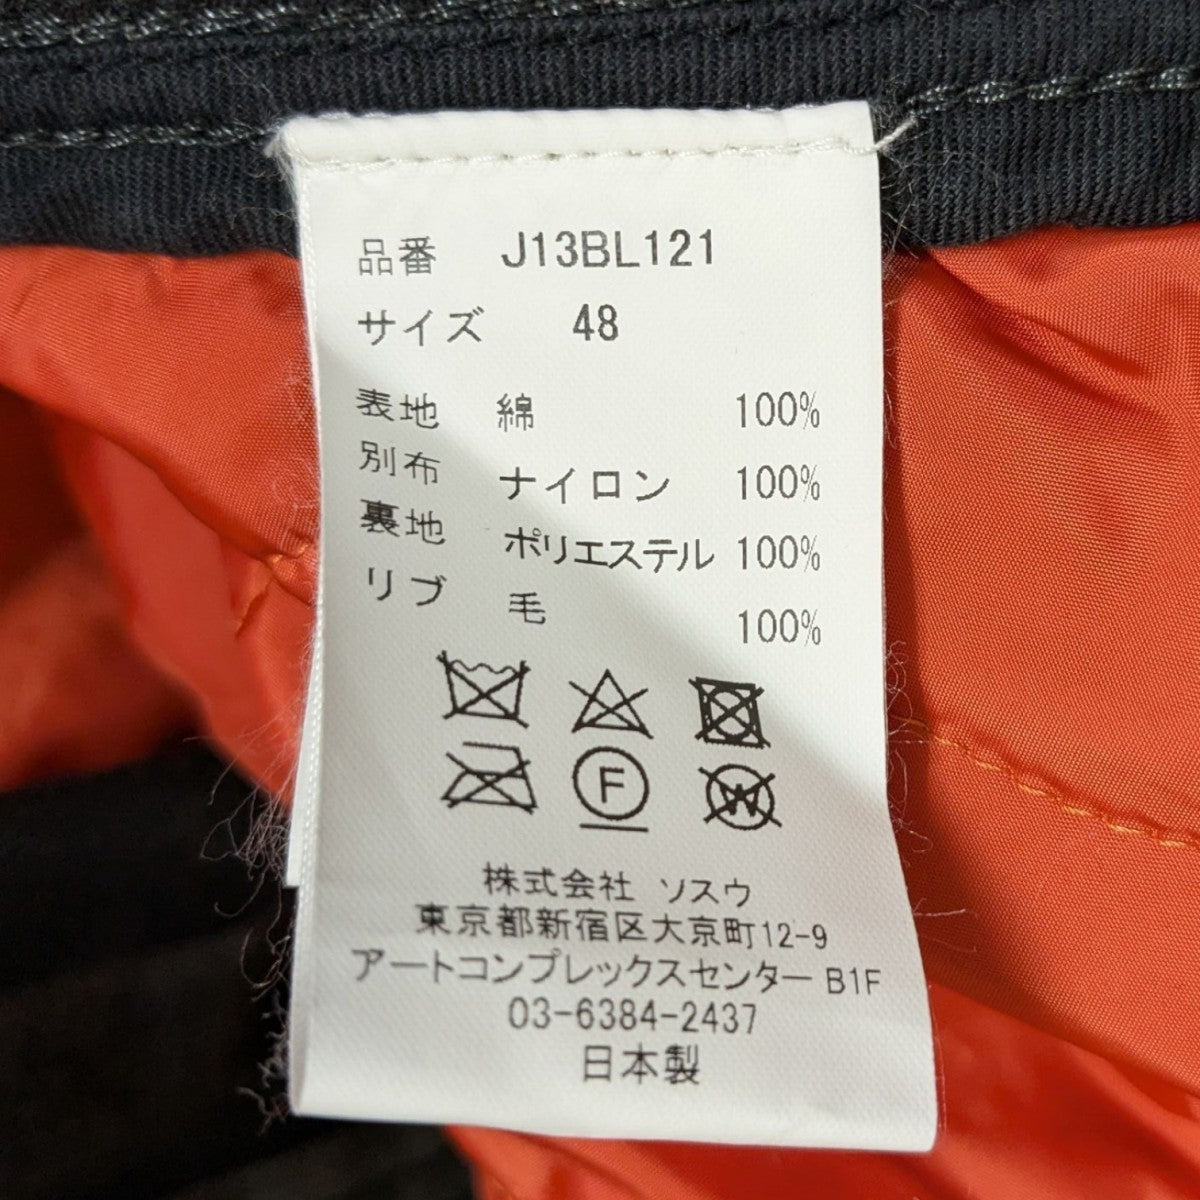 品番 J13BL121
サイズ 48
表地 綿 100%
別布 ナイロン 100%
裏地 ポリエステル 100%
リブ 毛 100%
F W
株式会社 ソスウ
東京都新宿区大京町12-9
アートコンプレックスセンター B1F
03-6384-2437
日本製